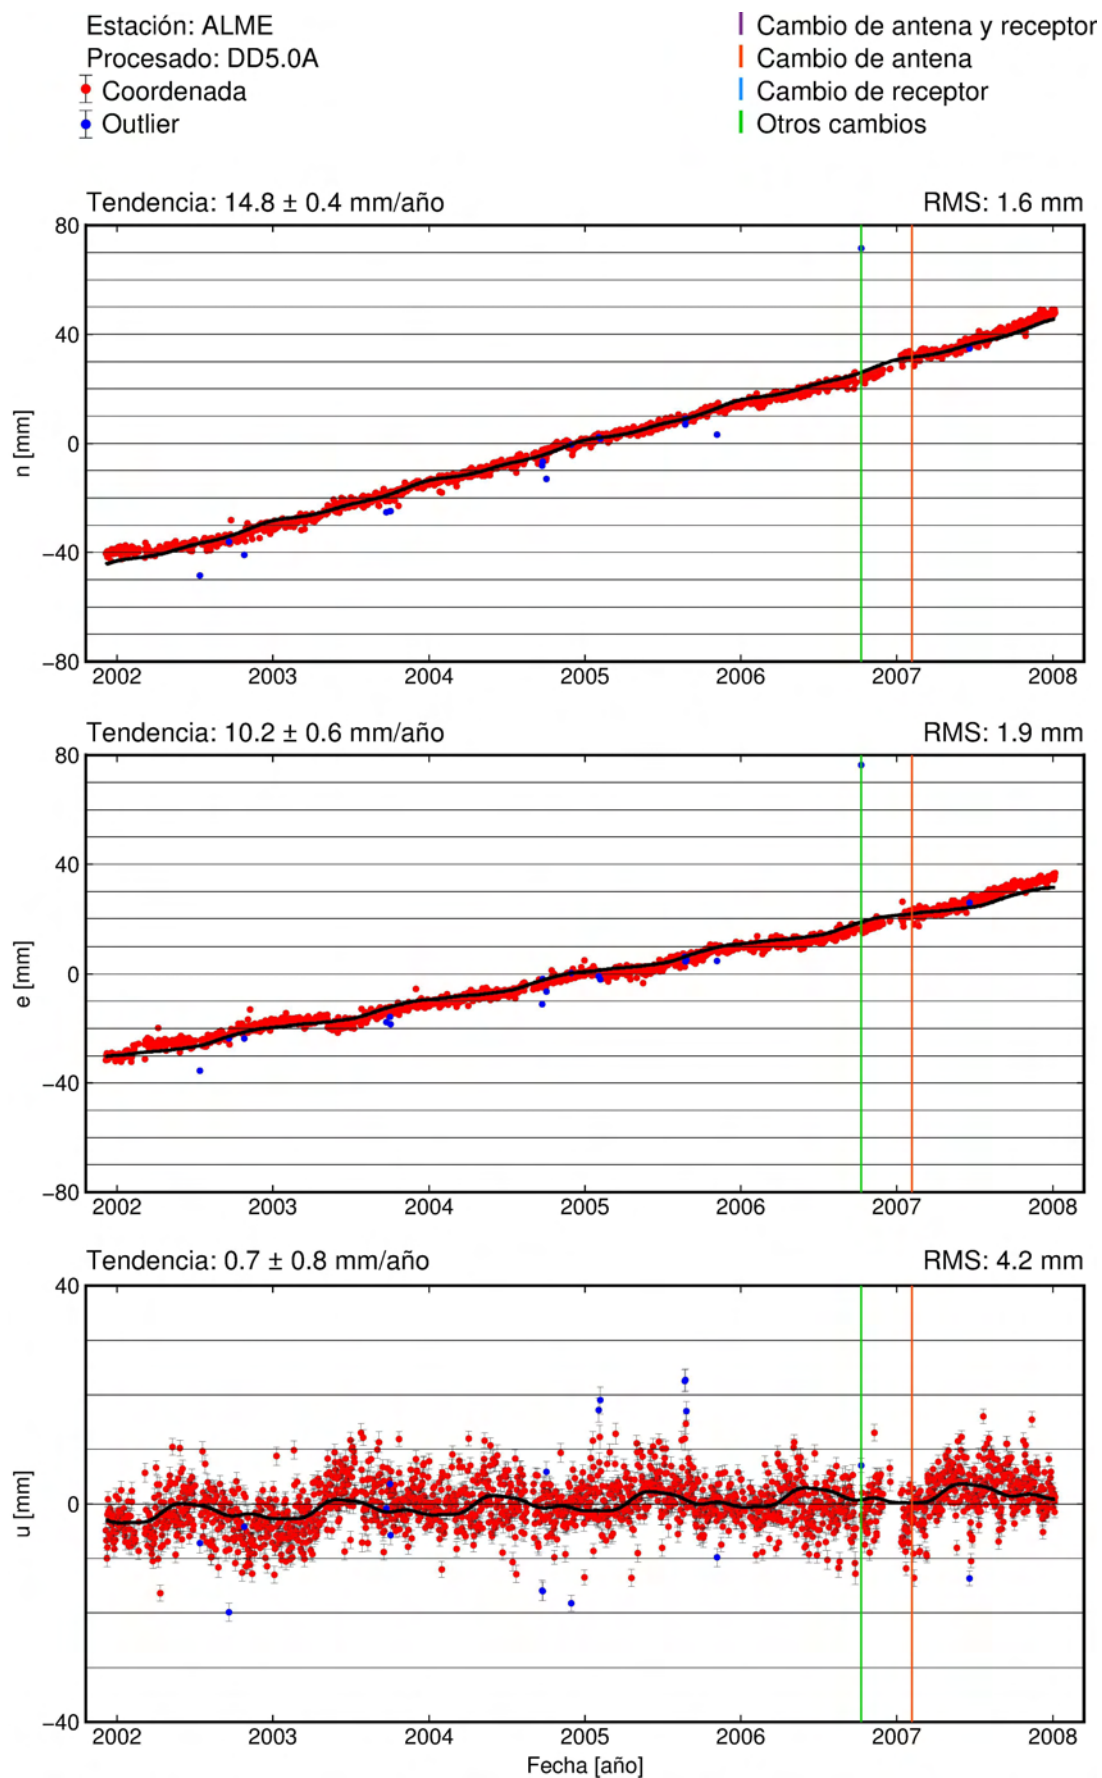 Estación: ALME
Procesado: DD5.0A
Coordenada
Outlier
Cambio de antena y receptor
Cambio de antena
Cambio de receptor
Otros cambios
Tendencia: 14.8 ± 0.4 mm/año RMS: 1.6 mm
80
40
0
−40
−80
n [mm]
2002 2003 2004 2005 2006 2007 2008
Tendencia: 10.2 ± 0.6 mm/año RMS: 1.9 mm
80
40
0
−40
−80
e [mm]
2002 2003 2004 2005 2006 2007 2008
Tendencia: 0.7 ± 0.8 mm/año RMS: 4.2 mm
40
0
−40
u [mm]
2002 2003 2004 2005 2006 2007 2008
Fecha [año]